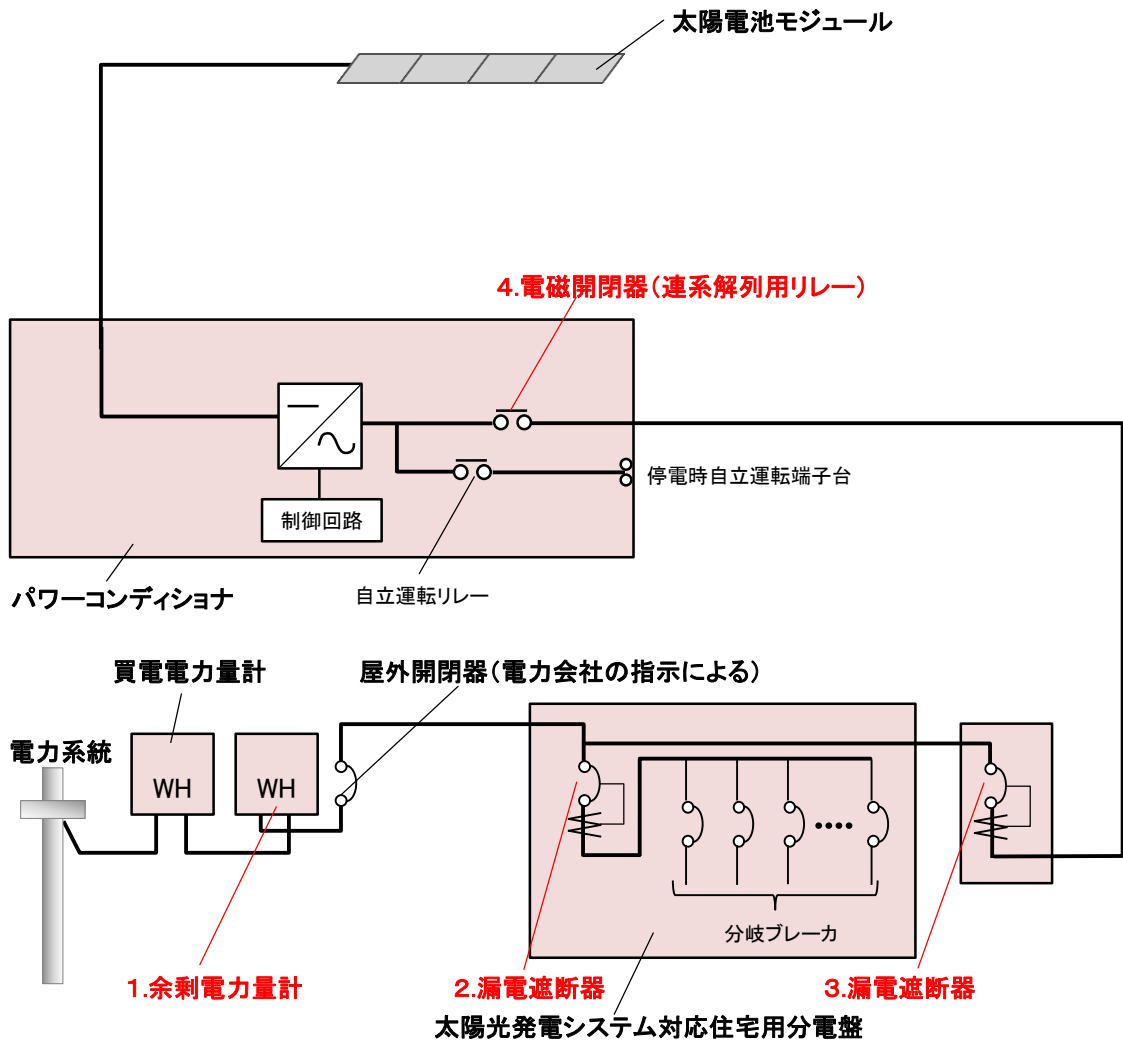 太陽電池モジュール
4.電磁開閉器(連系解列用リレー)
停電時自立運転端子台
制御回路
パワーコンディショナ
自立運転リレー
買電電力量計
屋外開閉器(電力会社の指示による)
電力系統
WH
WH
分岐ブレーカ
1.余剰電力量計
2.漏電遮断器
3.漏電遮断器
太陽光発電システム対応住宅用分電盤